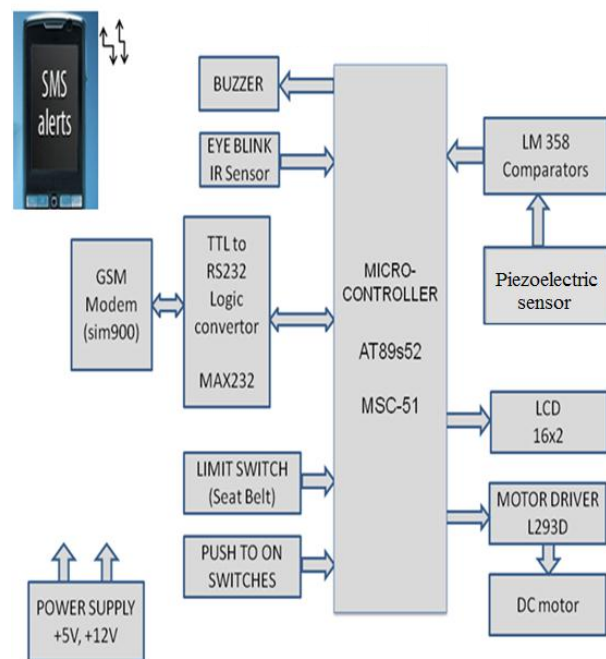 SMS
alerts
BUZZER
EYE BLINK
IR Sensor
TTL to
RS232
Logic
convertor
MAX232
GSM
Modem
(sim900)
LIMIT SWITCH
(Seat Belt)
PUSH TO ON
SWITCHES
POWER SUPPLY
+5V, +12V
MICRO-
CONTROLLER
AT89s52
MSC-51
LM 358
Comparators
Piezoelectric
sensor
LCD
16x2
MOTOR DRIVER
L293D
DC motor